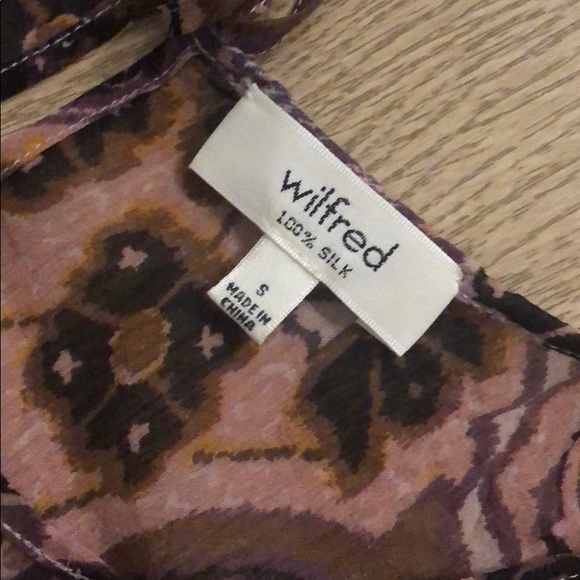 wilfred
100% SILK
S
MADE IN
CHINA